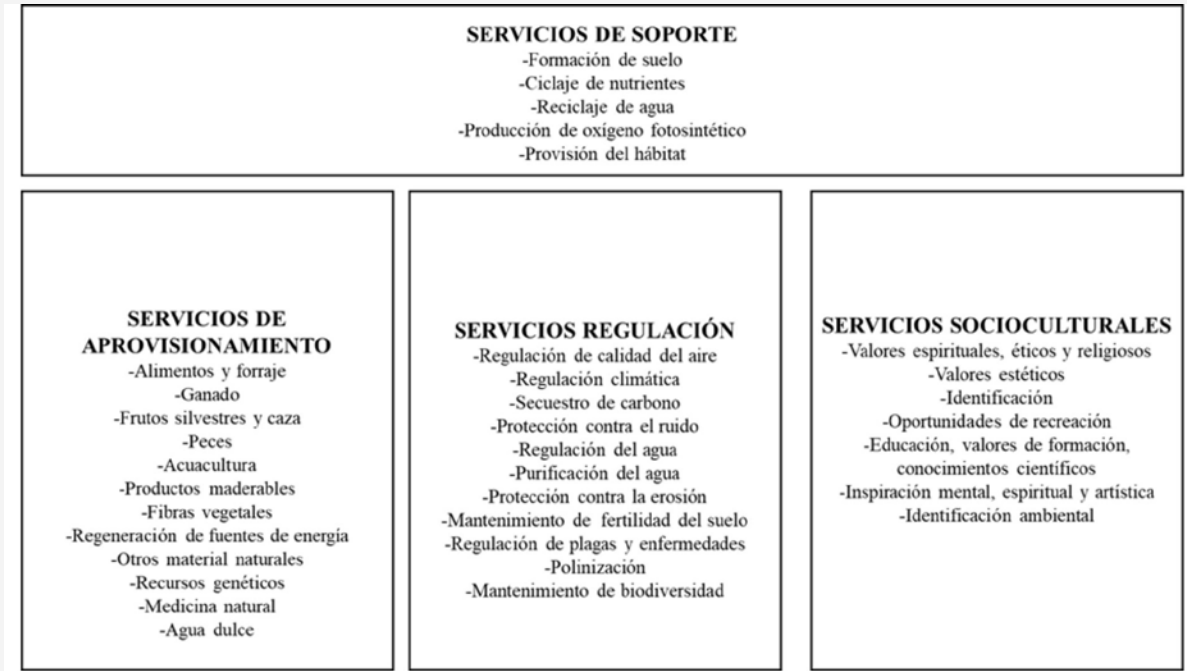 SERVICIOS DE SOPORTE
-Formación de suelo
-Ciclaje de nutrientes
-Reciclaje de agua
-Producción de oxígeno fotosintético
-Provisión del hábitat
SERVICIOS DE
APROVISIONAMIENTO
-Alimentos y forraje
-Ganado
-Frutos silvestres y caza
-Peces
-Acuacultura
-Productos maderables
-Fibras vegetales
-Regeneración de fuentes de energía
-Otros material naturales
-Recursos genéticos
-Medicina natural
-Agua dulce
SERVICIOS REGULACIÓN
-Regulación de calidad del aire
-Regulación climática
-Secuestro de carbono
-Protección contra el ruido
-Regulación del agua
-Purificación del agua
-Protección contra la erosión
-Mantenimiento de fertilidad del suelo
-Regulación de plagas y enfermedades
-Polinización
-Mantenimiento de biodiversidad
SERVICIOS SOCIOCULTURALES
-Valores espirituales, éticos y religiosos
-Valores estéticos
-Identificación
-Oportunidades de recreación
-Educación, valores de formación,
conocimientos científicos
-Inspiración mental, espiritual y artística
-Identificación ambiental